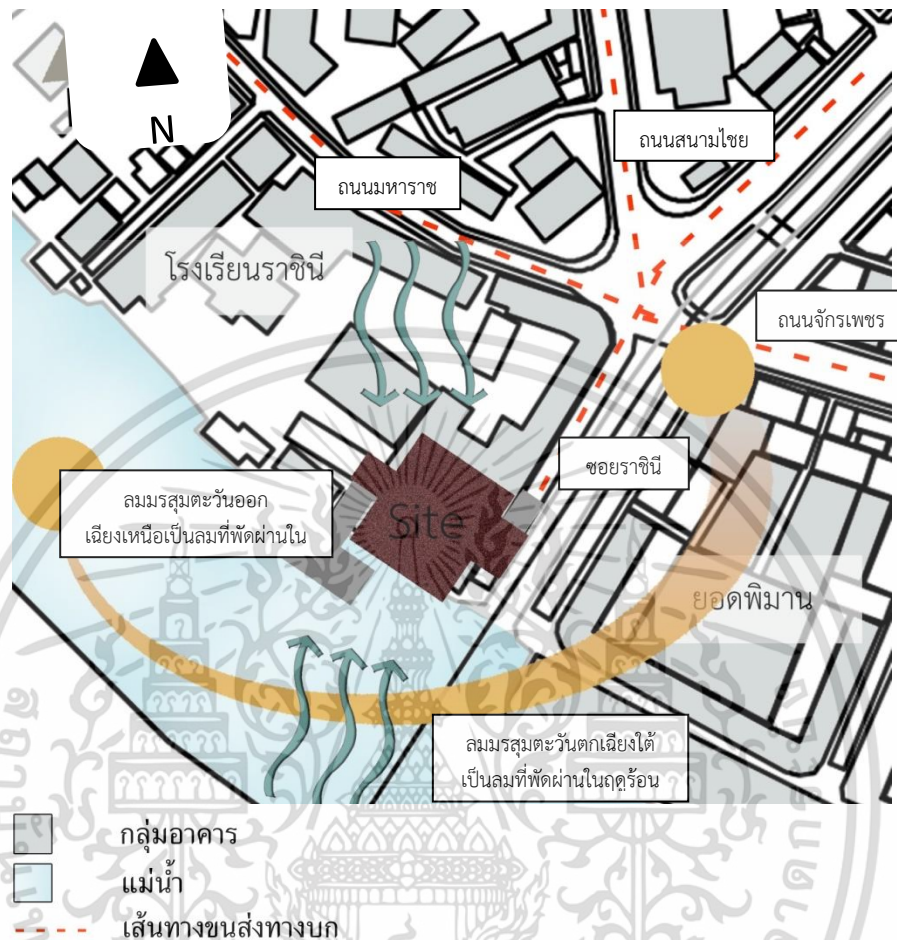 N
ถนนสนามไชย
ถนนมหาราช
โรงเรียนราชินี
ถนนจักรเพชร
ซอยราชินี
ลมมรสุมตะวันออก
เฉียงเหนือเป็นลมที่พัดผ่านใน
Site
ยอดพิมาน
ลมมรสุมตะวันตกเฉียงใต้
เป็นลมที่พัดผ่านในฤดูร้อน
กลุ่มอาคาร
แม่น้ำ
เส้นทางขนส่งทางบก